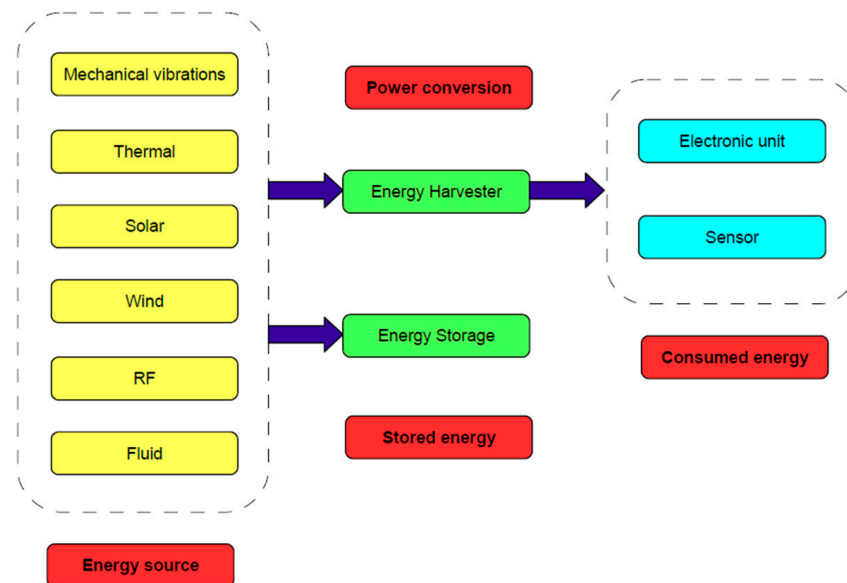 Mechanical vibrations
Thermal
Solar
Wind
RF
Fluid
Energy source
Power conversion
Energy Harvester
Energy Storage
Stored energy
Electronic unit
Sensor
Consumed energy